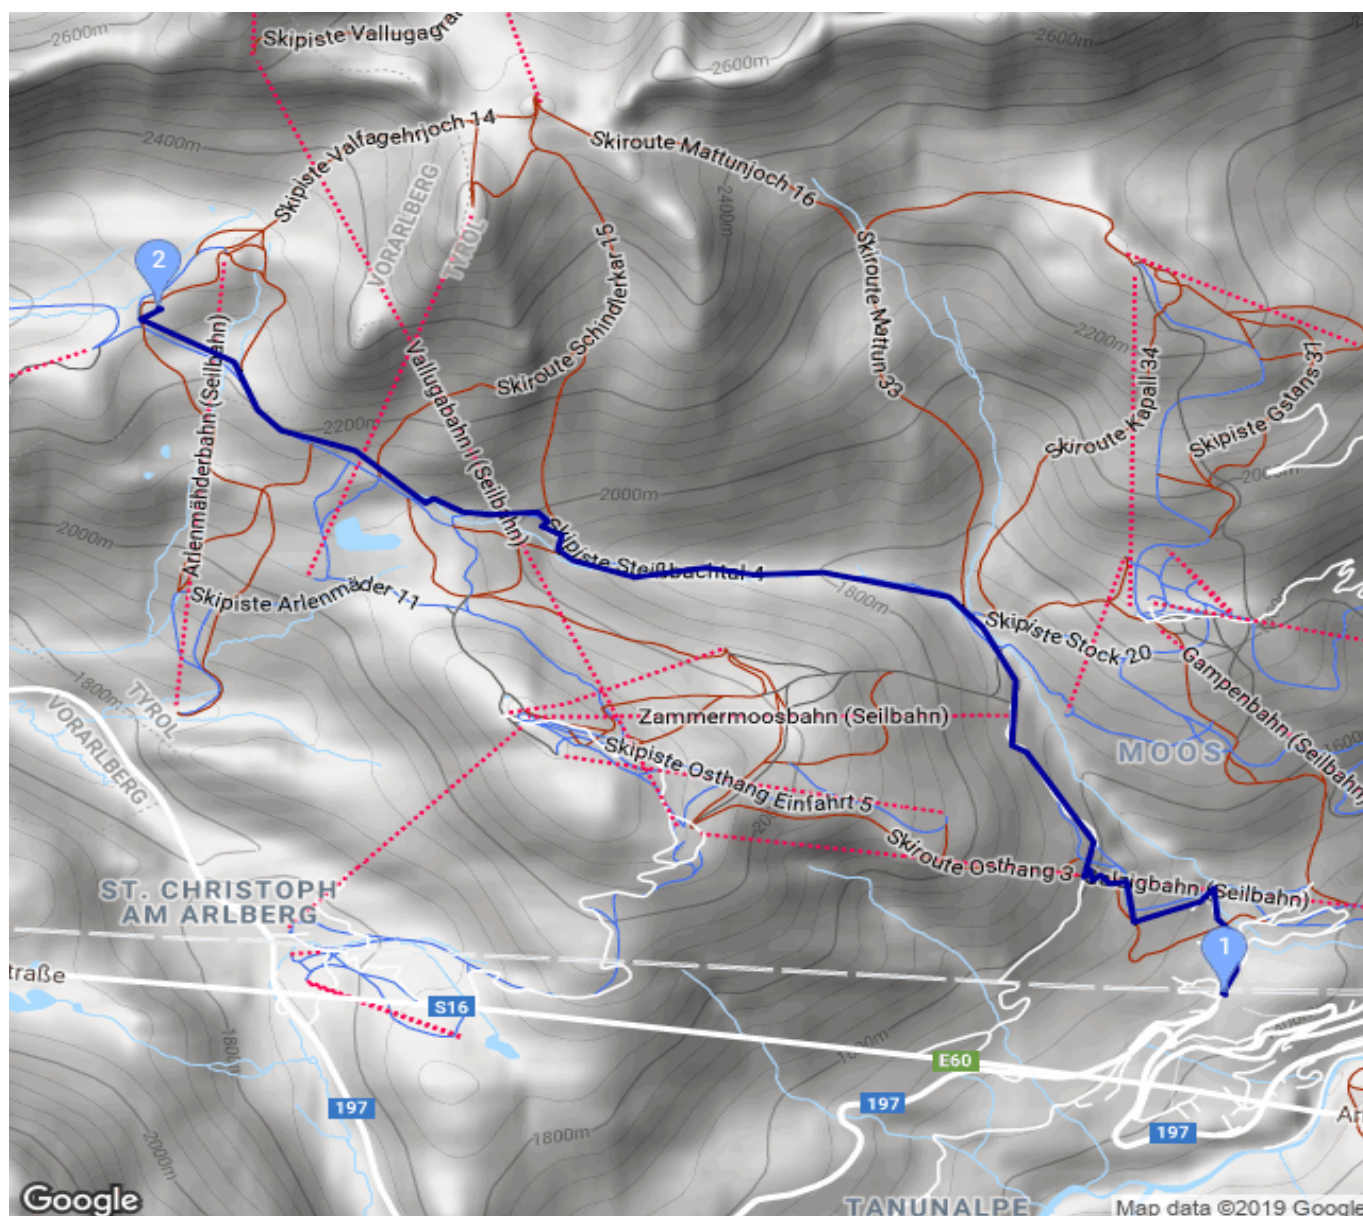 2600m
Skipiste Vallugagrat
2600m
2600m
2400m
Skipiste Valfagehrjoch 14
Skiroute Mattunjoch 16
2400m
VORARLBERG
TYROL
Skiroute Schindlerkar 15
Skiroute Mattun 33
2
2200m
Arlenmähderbahn (Seilbahn)
Vallugabahn I (Seilbahn)
Skiroute Kapall 34
Skipiste Gstans 31
2200m
2000m
2000m
2000m
Skipiste Steißbachtal 4
1800m
Skipiste Arlenmäder 11
Skipiste Stock 20
Gampenbahn (Seilbahn)
1800m
TYROL
VORARLBERG
Zammermoosbahn (Seilbahn)
MOOS
1600m
Skipiste Osthang Einfahrt 5
Skiroute Osthang 3
(Seilbahn)
ST. CHRISTOPH
AM ARLBERG
1
traße
S16
E60
197
197
197
1800m
2000m
TANUNALPE
Google
Map data ©2019 Google